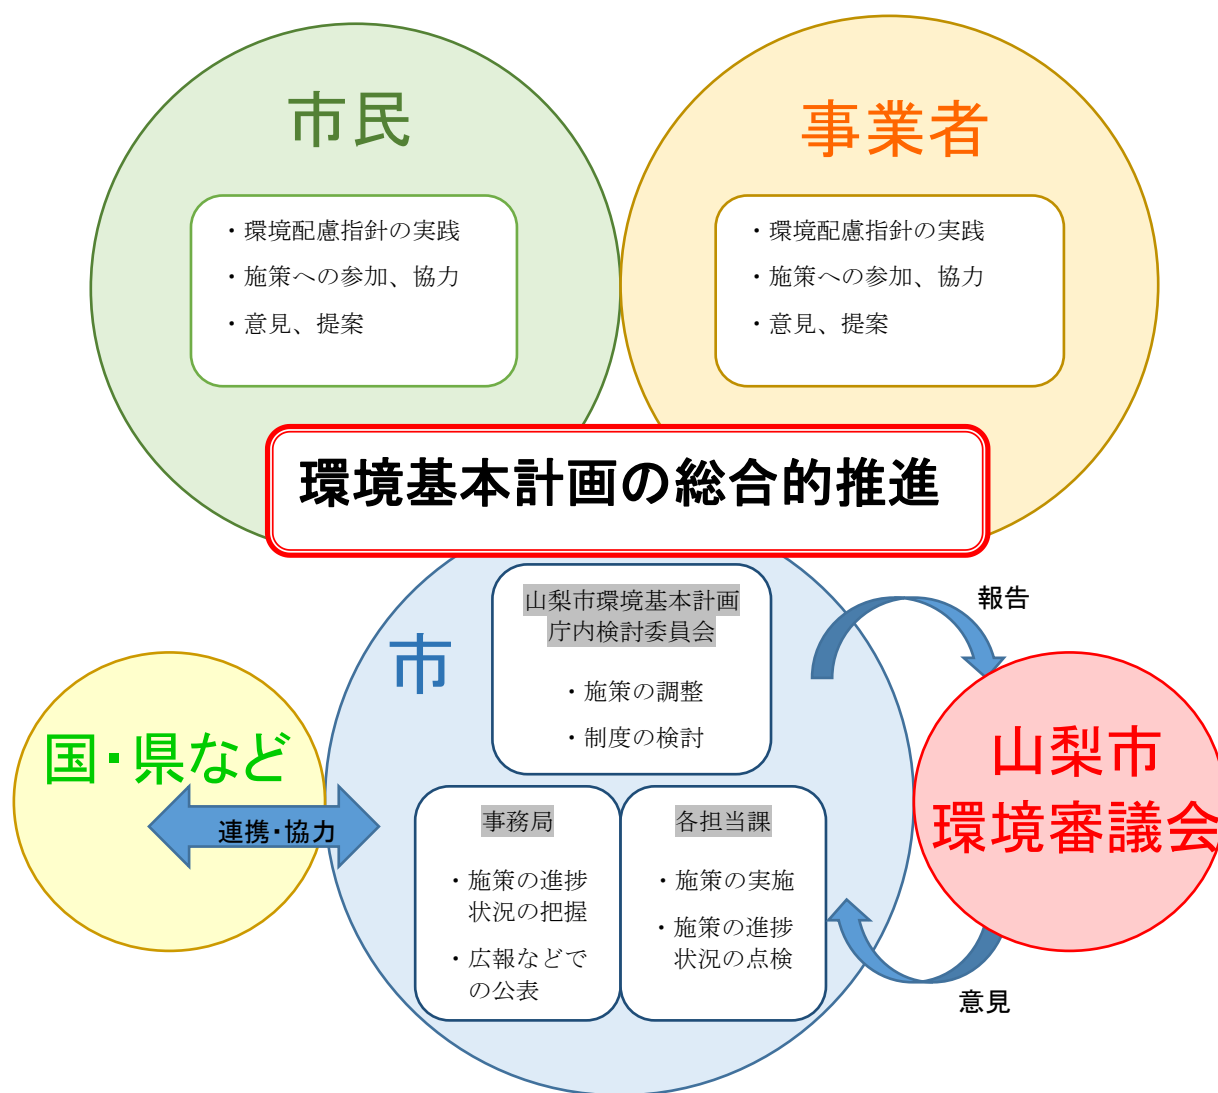 市民
・環境配慮指針の実践
・施策への参加、協力
・意見、提案
事業者
・環境配慮指針の実践
・施策への参加、協力
・意見、提案
環境基本計画の総合的推進
市
山梨市環境基本計画
庁内検討委員会
・施策の調整
・制度の検討
事務局
・施策の進捗
状況の把握
・広報などで
の公表
各担当課
・施策の実施
・施策の進捗
状況の点検
国・県など
連携・協力
報告
山梨市
環境審議会
意見